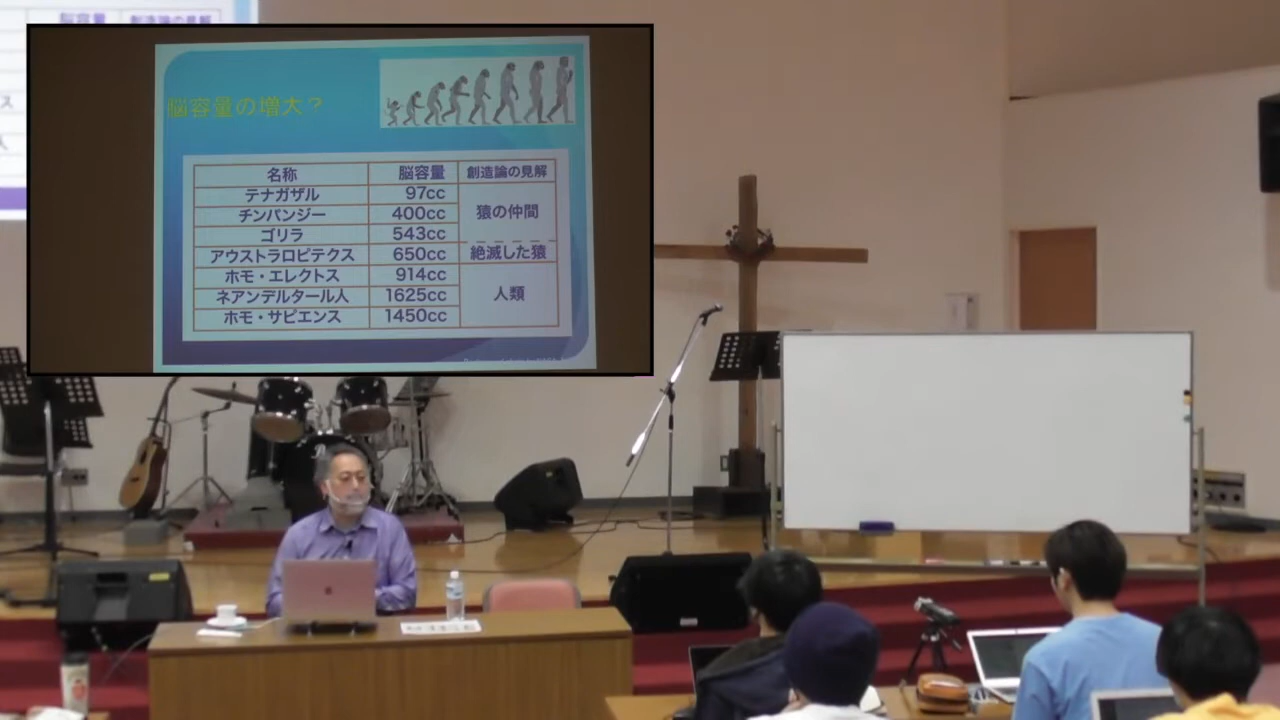 脳容量の増大？
名称 脳容量 創造論の見解
テナガザル 97cc
チンパンジー 400cc 猿の仲間
ゴリラ 543cc
アウストラロピテクス 650cc 絶滅した猿
ホモ・エレクトス 914cc
ネアンデルタール人 1625cc 人類
ホモ・サピエンス 1450cc